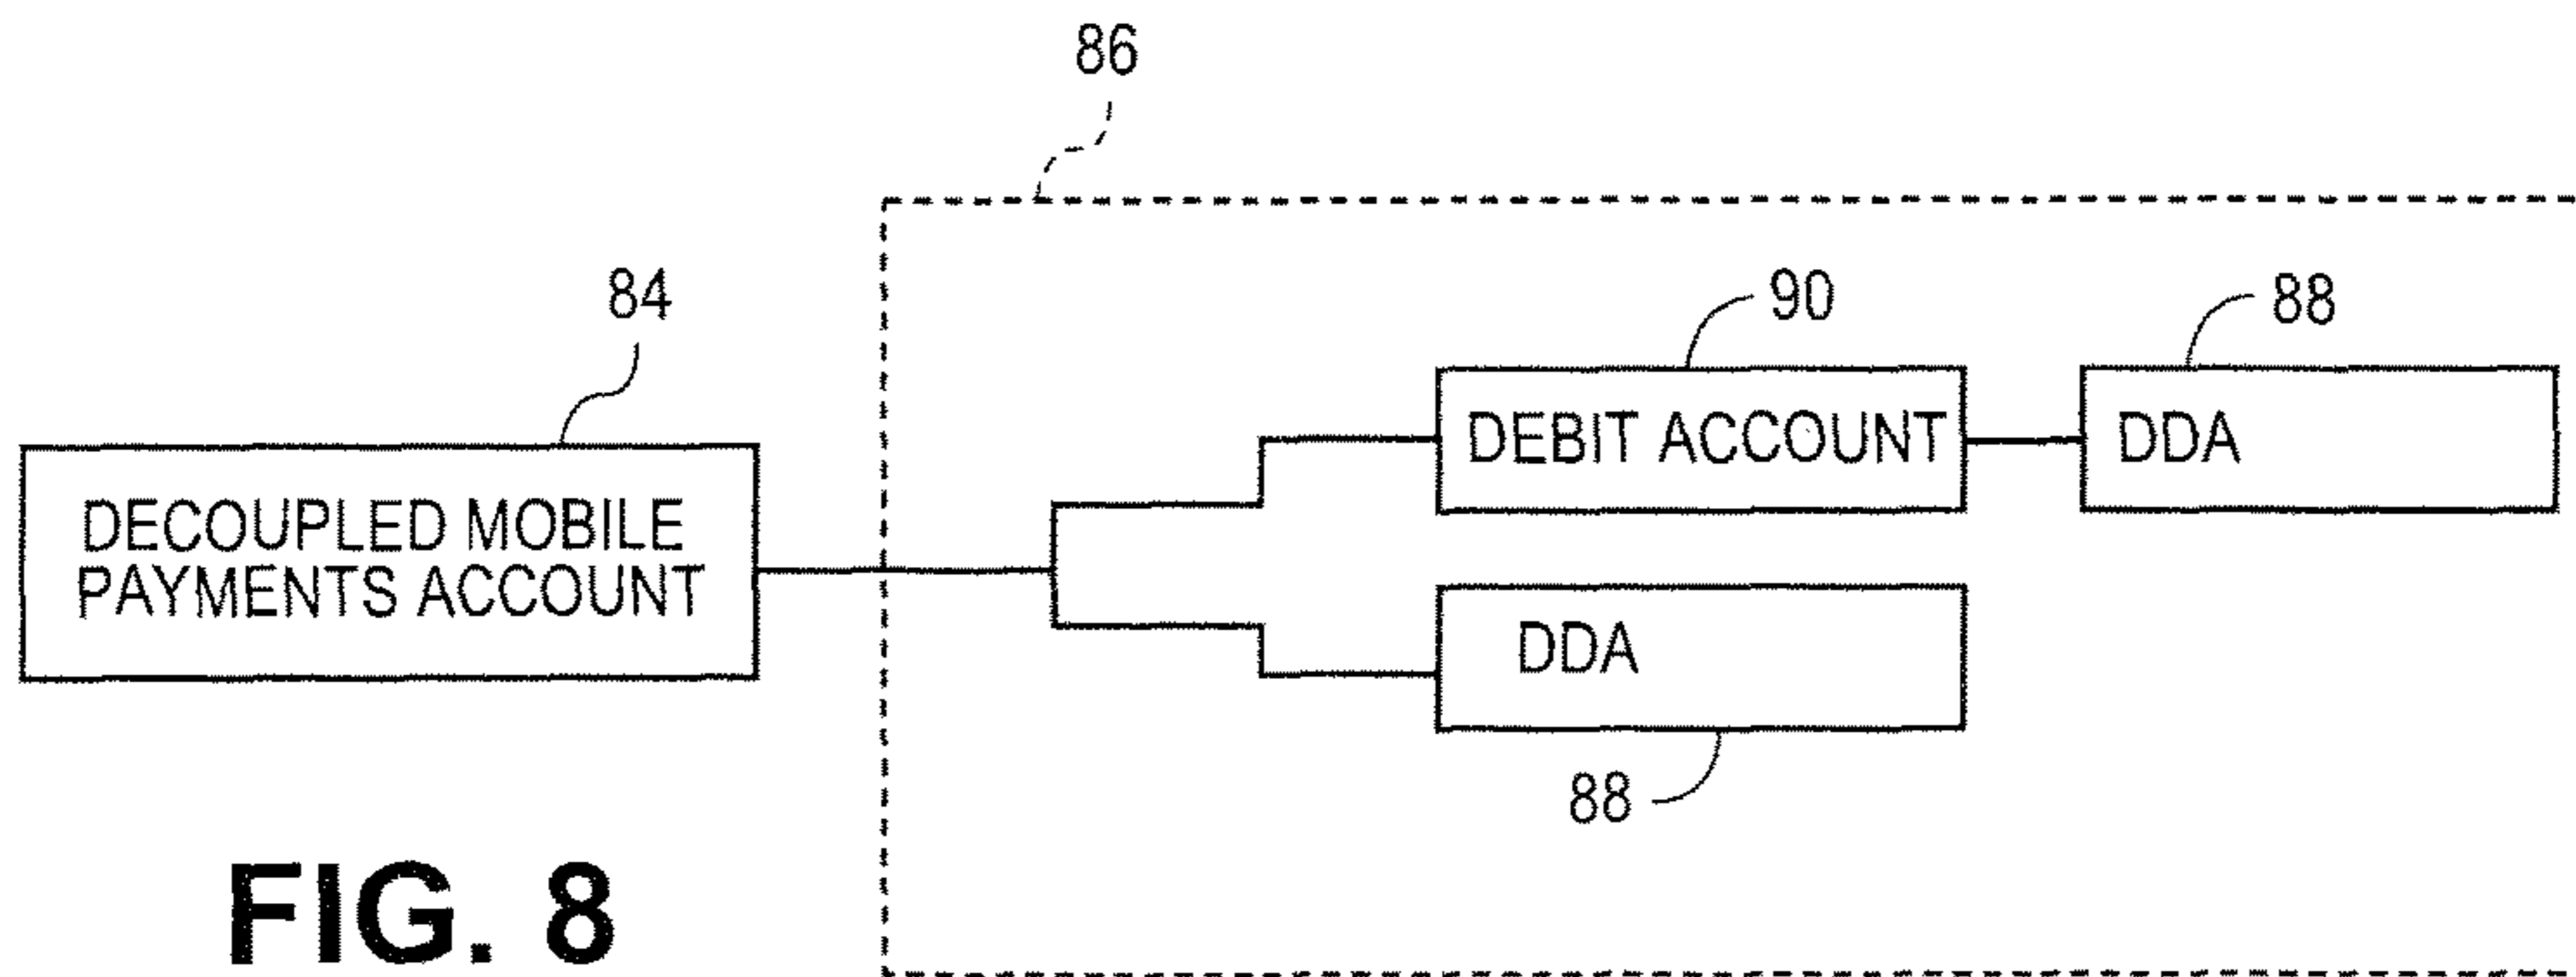 86
84
90
88
DEBIT ACCOUNT
DDA
DECOUPLED MOBILE
PAYMENTS ACCOUNT
DDA
88
FIG. 8